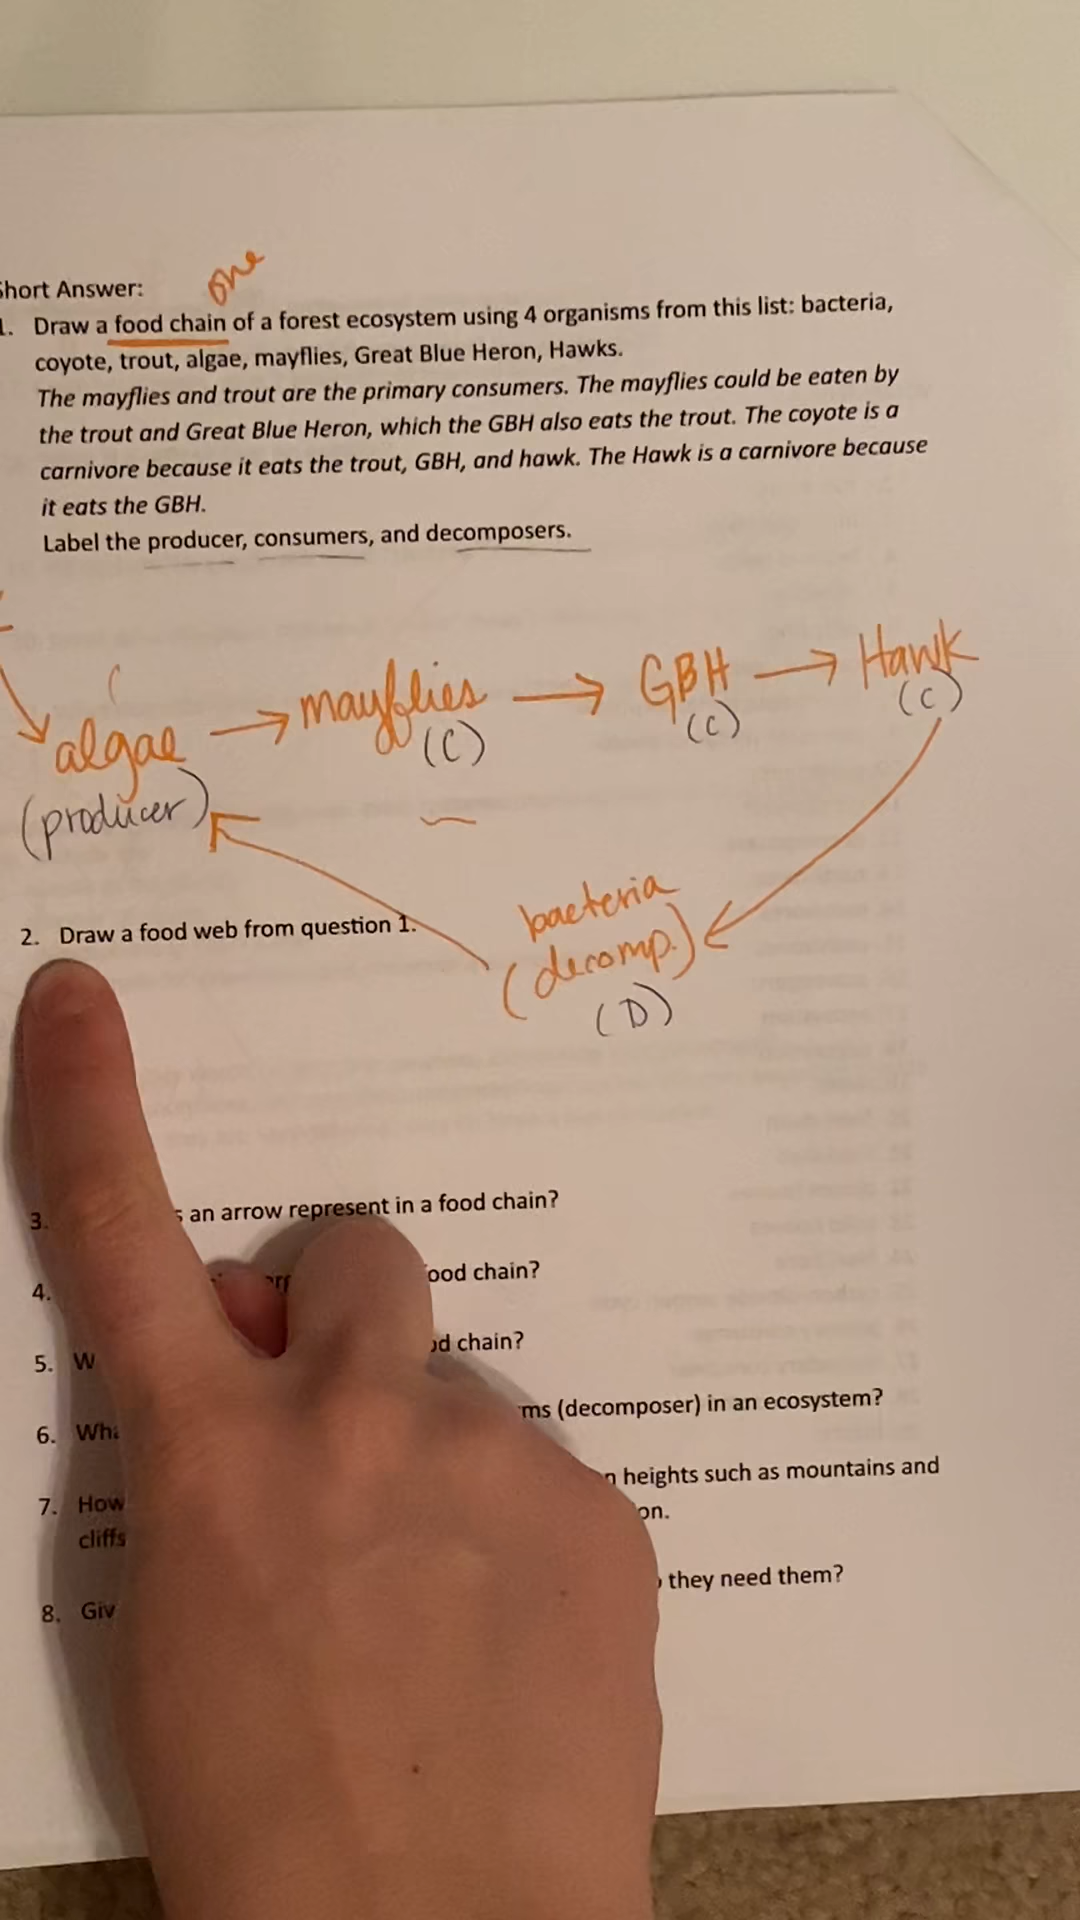 one
Short Answer:
1. Draw a food chain of a forest ecosystem using 4 organisms from this list: bacteria,
coyote, trout, algae, mayflies, Great Blue Heron, Hawks.
The mayflies and trout are the primary consumers. The mayflies could be eaten by
the trout and Great Blue Heron, which the GBH also eats the trout. The coyote is a
carnivore because it eats the trout, GBH, and hawk. The Hawk is a carnivore because
it eats the GBH.
Label the producer, consumers, and decomposers.
algae → mayflies → GBH → Hawk
(producer) (C) (C) (C)
bacteria
(decomp.)
(D)
2. Draw a food web from question 1.
3. an arrow represent in a food chain?
4. food chain?
5. chain?
6. (decomposer) in an ecosystem?
7. How heights such as mountains and
cliffs
8. they need them?